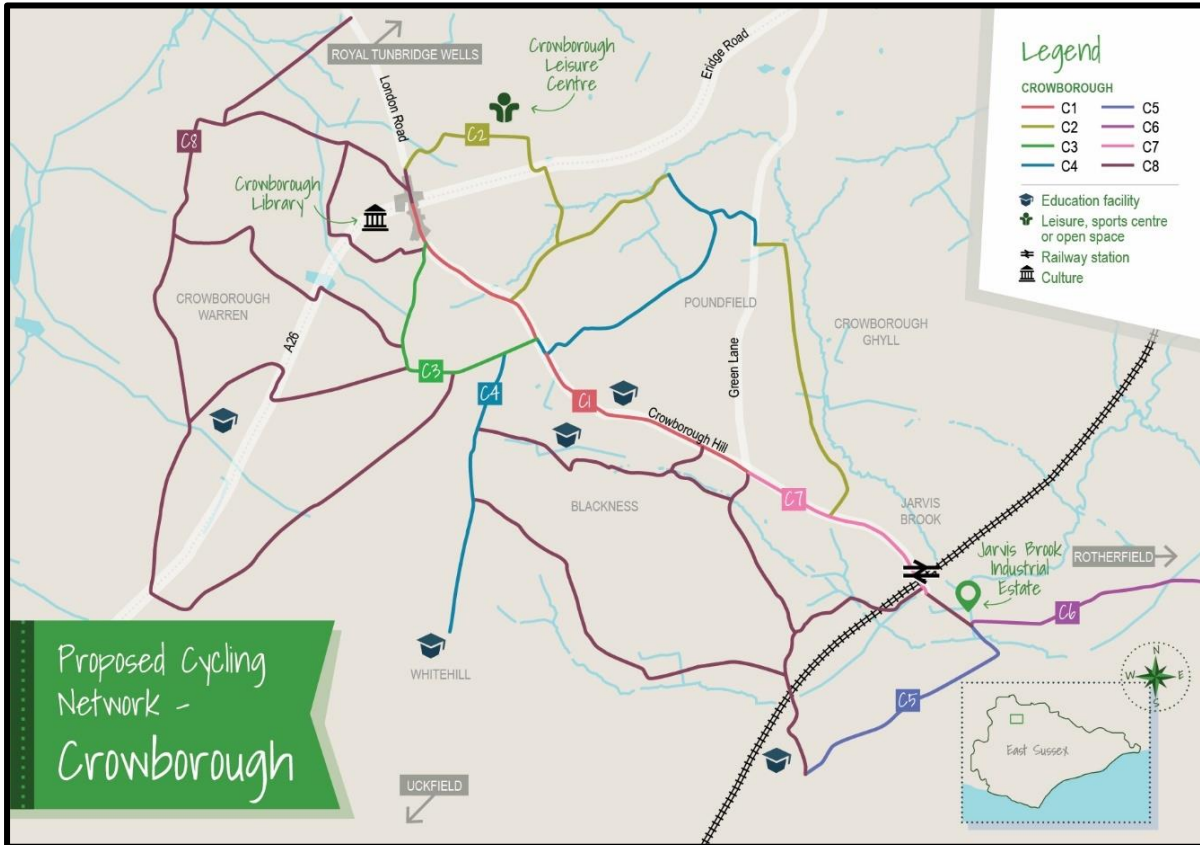 ROYAL TUNBRIDGE WELLS
London Road
Crowborough
Leisure
Centre
Eridge Road
C8
C2
Crowborough
Library
CROWBOROUGH
WARREN
A26
POUNDFIELD
CROWBOROUGH
GHYLL
Green Lane
C3
C4
C1
Crowborough Hill
BLACKNESS
C7
JARVIS
BROOK
Jarvis Brook
Industrial
Estate
ROTHERFIELD
C6
C5
WHITEHILL
UCKFIELD
Legend
CROWBOROUGH
C1
C2
C3
C4
C5
C6
C7
C8
Education facility
Leisure, sports centre
or open space
Railway station
Culture
Proposed Cycling
Network -
Crowborough
East Sussex
N
W
E
S